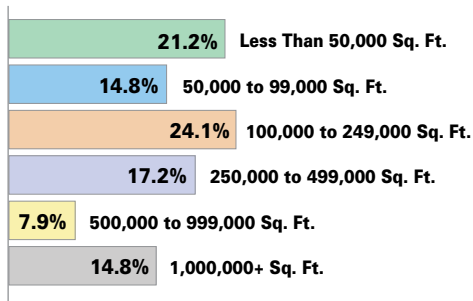 21.2% Less Than 50,000 Sq. Ft.
14.8% 50,000 to 99,000 Sq. Ft.
24.1% 100,000 to 249,000 Sq. Ft.
17.2% 250,000 to 499,000 Sq. Ft.
7.9% 500,000 to 999,000 Sq. Ft.
14.8% 1,000,000+ Sq. Ft.